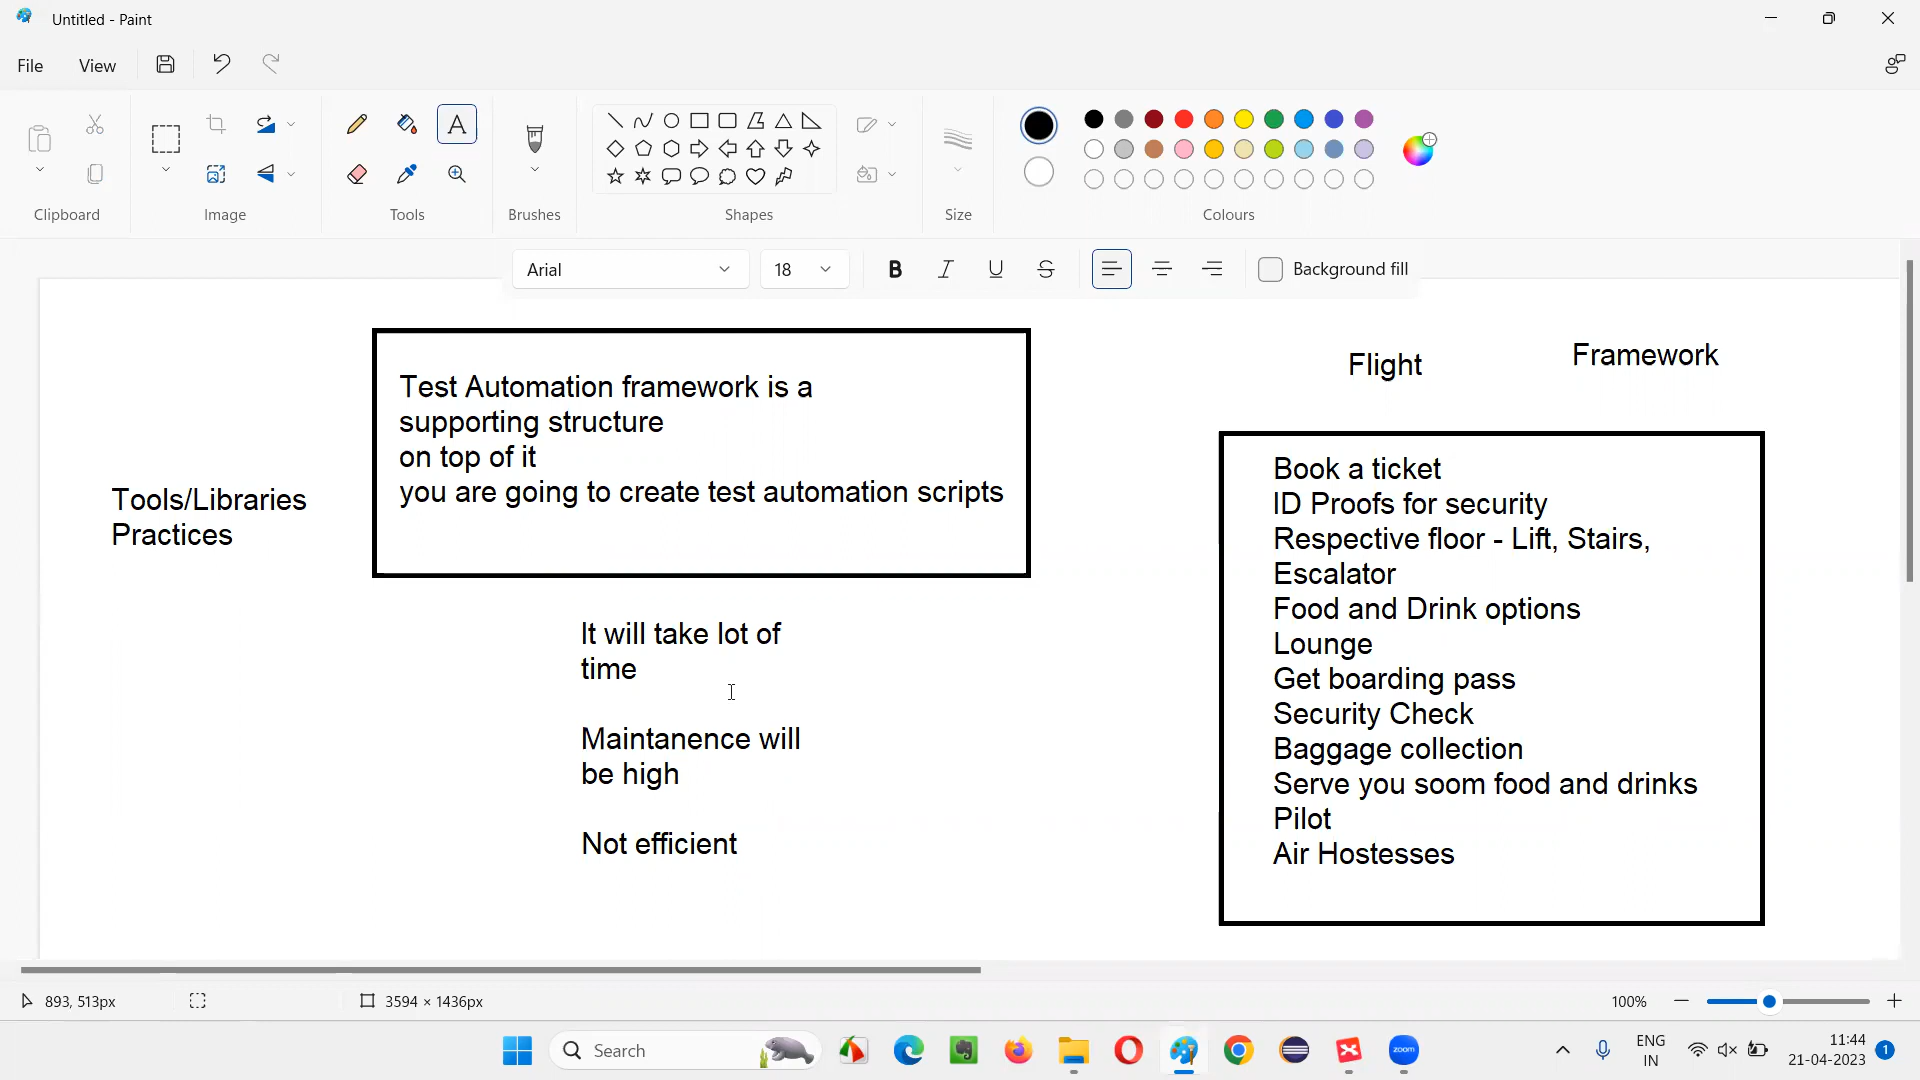 Untitled - Paint
File
View
Clipboard
Image
Tools
Brushes
Shapes
Size
Colours
Arial
18
B
I
U
S
Background fill
Test Automation framework is a
supporting structure
on top of it
you are going to create test automation scripts
Tools/Libraries
Practices
It will take lot of
time
Maintanence will
be high
Not efficient
Flight
Framework
Book a ticket
ID Proofs for security
Respective floor - Lift, Stairs,
Escalator
Food and Drink options
Lounge
Get boarding pass
Security Check
Baggage collection
Serve you soom food and drinks
Pilot
Air Hostesses
893, 513px
3594 × 1436px
100%
Search
zoom
ENG
IN
11:44
21-04-2023
1